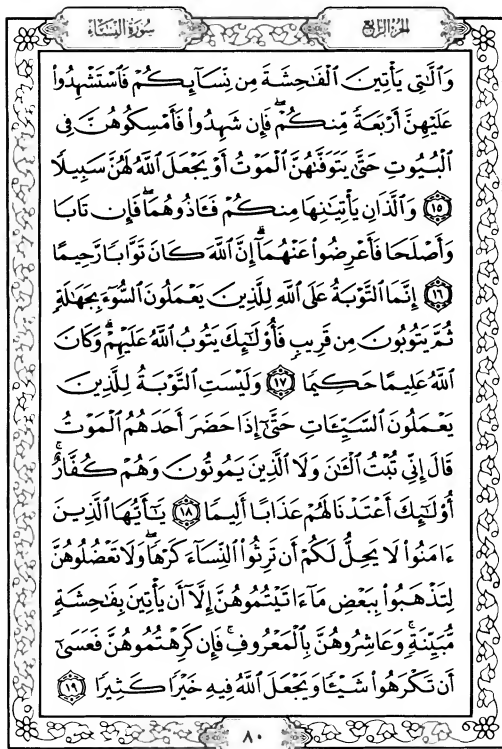 الجزء الرابع
سورة النساء
وَٱلَّٰتِى يَأْتِينَ ٱلْفَٰحِشَةَ مِن نِّسَآئِكُمْ فَٱسْتَشْهِدُوا۟
عَلَيْهِنَّ أَرْبَعَةً مِّنكُمْ ۖ فَإِن شَهِدُوا۟ فَأَمْسِكُوهُنَّ فِى
ٱلْبُيُوتِ حَتَّىٰ يَتَوَفَّىٰهُنَّ ٱلْمَوْتُ أَوْ يَجْعَلَ ٱللَّهُ لَهُنَّ سَبِيلًا
١٥ وَٱلَّذَانِ يَأْتِيَٰنِهَا مِنكُمْ فَـَٔاذُوهُمَا ۖ فَإِن تَابَا
وَأَصْلَحَا فَأَعْرِضُوا۟ عَنْهُمَآ ۗ إِنَّ ٱللَّهَ كَانَ تَوَّابًا رَّحِيمًا
١٦ إِنَّمَا ٱلتَّوْبَةُ عَلَى ٱللَّهِ لِلَّذِينَ يَعْمَلُونَ ٱلسُّوٓءَ بِجَهَٰلَةٍ
ثُمَّ يَتُوبُونَ مِن قَرِيبٍ فَأُو۟لَٰٓئِكَ يَتُوبُ ٱللَّهُ عَلَيْهِمْ ۗ وَكَانَ
ٱللَّهُ عَلِيمًا حَكِيمًا ١٧ وَلَيْسَتِ ٱلتَّوْبَةُ لِلَّذِينَ
يَعْمَلُونَ ٱلسَّيِّـَٔاتِ حَتَّىٰٓ إِذَا حَضَرَ أَحَدَهُمُ ٱلْمَوْتُ
قَالَ إِنِّى تُبْتُ ٱلْـَٰٔنَ وَلَا ٱلَّذِينَ يَمُوتُونَ وَهُمْ كُفَّارٌ ۚ
أُو۟لَٰٓئِكَ أَعْتَدْنَا لَهُمْ عَذَابًا أَلِيمًا ١٨ يَٰٓأَيُّهَا ٱلَّذِينَ
ءَامَنُوا۟ لَا يَحِلُّ لَكُمْ أَن تَرِثُوا۟ ٱلنِّسَآءَ كَرْهًا ۖ وَلَا تَعْضُلُوهُنَّ
لِتَذْهَبُوا۟ بِبَعْضِ مَآ ءَاتَيْتُمُوهُنَّ إِلَّآ أَن يَأْتِينَ بِفَٰحِشَةٍ
مُّبَيِّنَةٍ ۚ وَعَاشِرُوهُنَّ بِٱلْمَعْرُوفِ ۚ فَإِن كَرِهْتُمُوهُنَّ فَعَسَىٰٓ
أَن تَكْرَهُوا۟ شَيْـًٔا وَيَجْعَلَ ٱللَّهُ فِيهِ خَيْرًا كَثِيرًا ١٩
٨٠